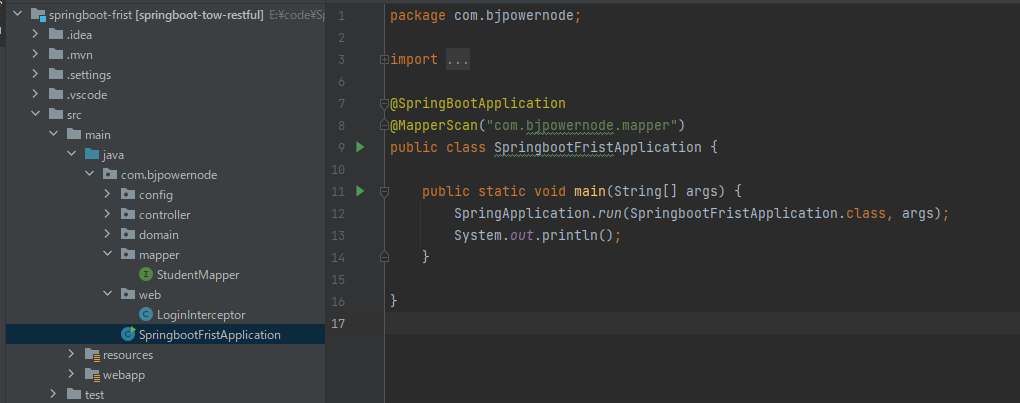 springboot-frist [springboot-tow-restful] E:¥code¥Sp
.idea
.mvn
.settings
.vscode
src
main
java
com.bjpowernode
config
controller
domain
mapper
StudentMapper
web
LoginInterceptor
SpringbootFristApplication
resources
webapp
test
1 package com.bjpowernode;
2
3 import ...
6
7 @SpringBootApplication
8 @MapperScan("com.bjpowernode.mapper")
9 public class SpringbootFristApplication {
10
11 public static void main(String[] args) {
12 SpringApplication.run(SpringbootFristApplication.class, args);
13 System.out.println();
14 }
15
16 }
17